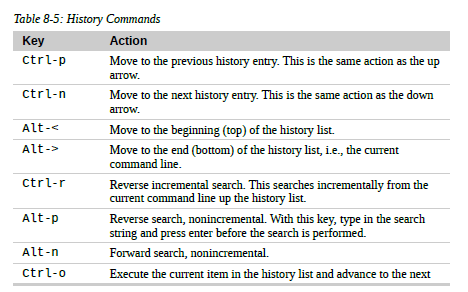 Table 8-5: History Commands
Key Action
Ctrl-p Move to the previous history entry. This is the same action as the up
arrow.
Ctrl-n Move to the next history entry. This is the same action as the down
arrow.
Alt-< Move to the beginning (top) of the history list.
Alt-> Move to the end (bottom) of the history list, i.e., the current
command line.
Ctrl-r Reverse incremental search. This searches incrementally from the
current command line up the history list.
Alt-p Reverse search, nonincremental. With this key, type in the search
string and press enter before the search is performed.
Alt-n Forward search, nonincremental.
Ctrl-o Execute the current item in the history list and advance to the next